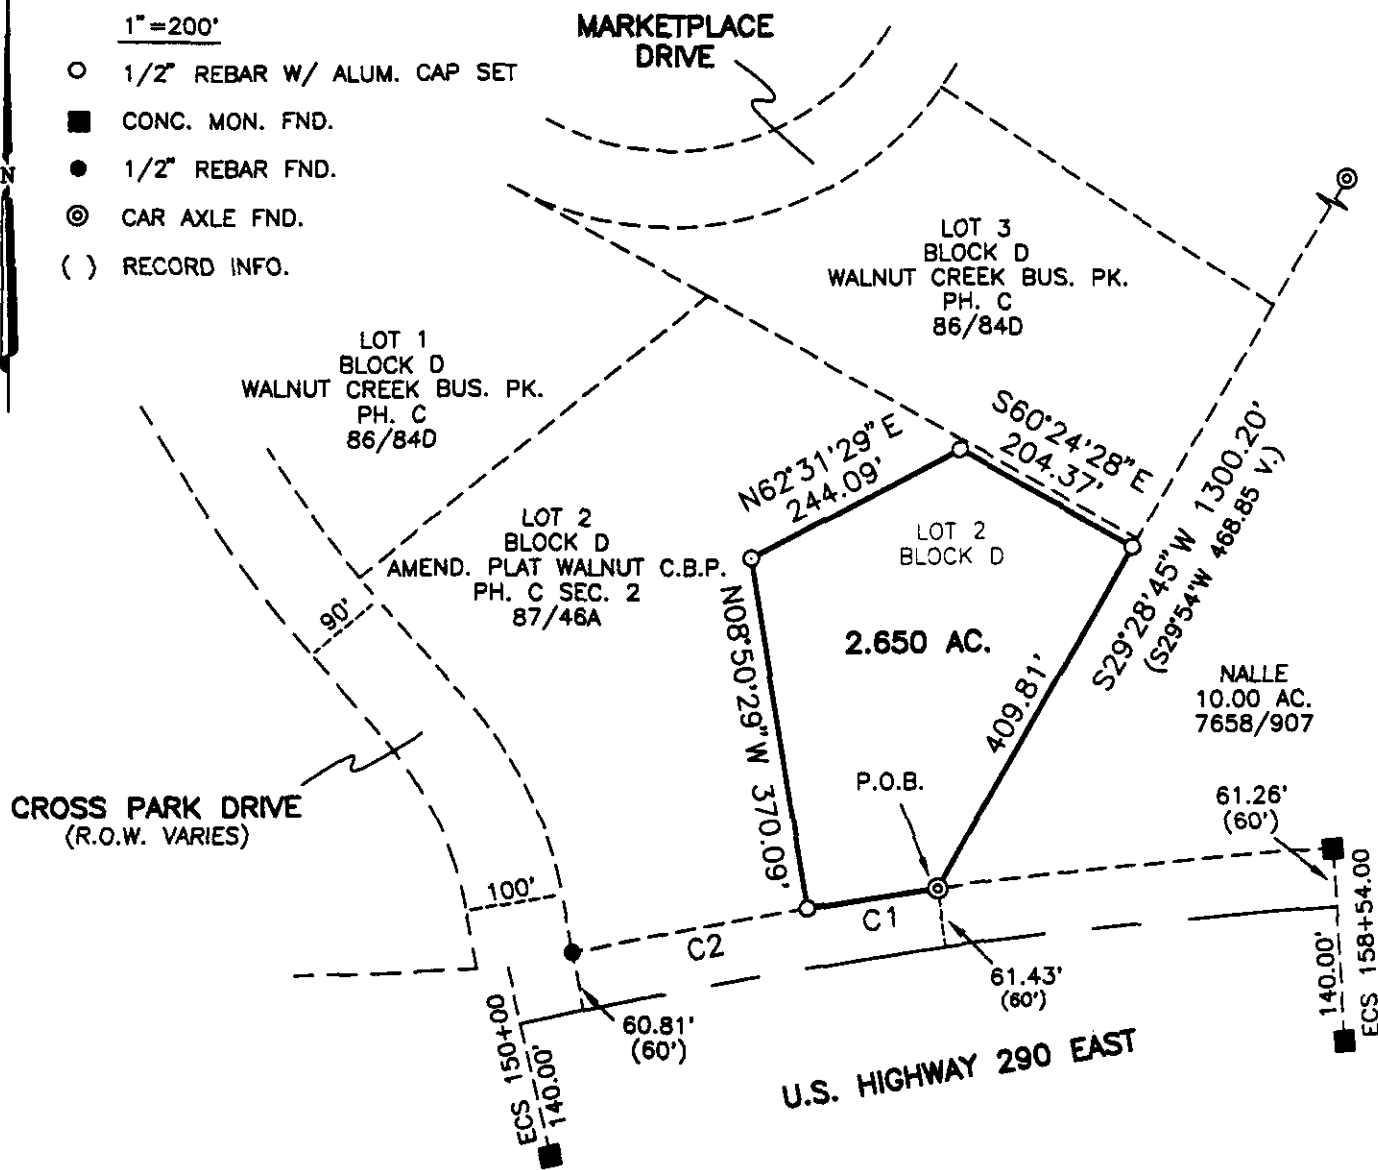 1"=200'
1/2" REBAR W/ ALUM. CAP SET
CONC. MON. FND.
1/2" REBAR FND.
CAR AXLE FND.
( ) RECORD INFO.
N
MARKETPLACE
DRIVE
LOT 3
BLOCK D
WALNUT CREEK BUS. PK.
PH. C
86/84D
LOT 1
BLOCK D
WALNUT CREEK BUS. PK.
PH. C
86/84D
S60°24'28"E
204.37'
N62°31'29"E
244.09'
S29°28'45"W 1300.20'
(S29°54'W 468.85 V.)
LOT 2
BLOCK D
AMEND. PLAT WALNUT C.B.P.
PH. C SEC. 2
87/46A
LOT 2
BLOCK D
2.650 AC.
90'
N08°50'29"W 370.09'
409.81'
NALLE
10.00 AC.
7658/907
P.O.B.
CROSS PARK DRIVE
(R.O.W. VARIES)
61.26'
(60')
100'
C1
C2
61.43'
(60')
60.81'
(60')
ECS 150+00
140.00'
140.00'
ECS 158+54.00
U.S. HIGHWAY 290 EAST